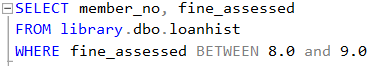 SELECT member_no, fine_assessed
FROM library.dbo.loanhist
WHERE fine_assessed BETWEEN 8.0 and 9.0